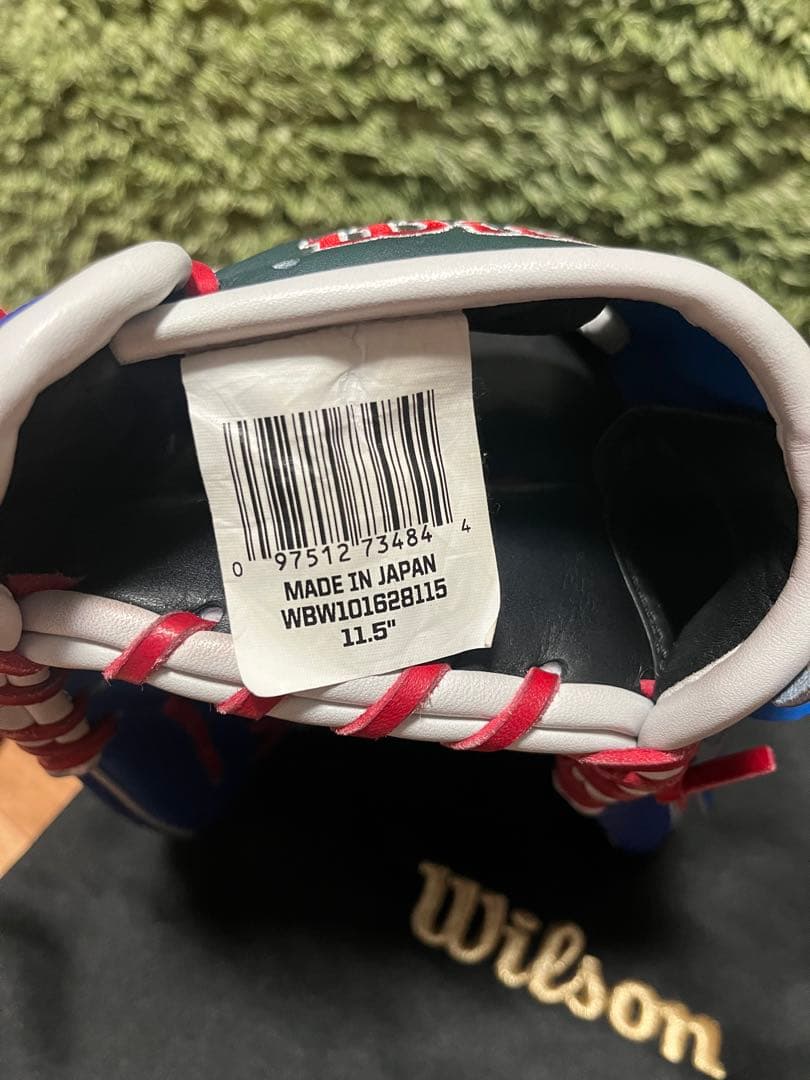 0 97512 73484 4
MADE IN JAPAN
WBW101628115
11.5"
Wilson